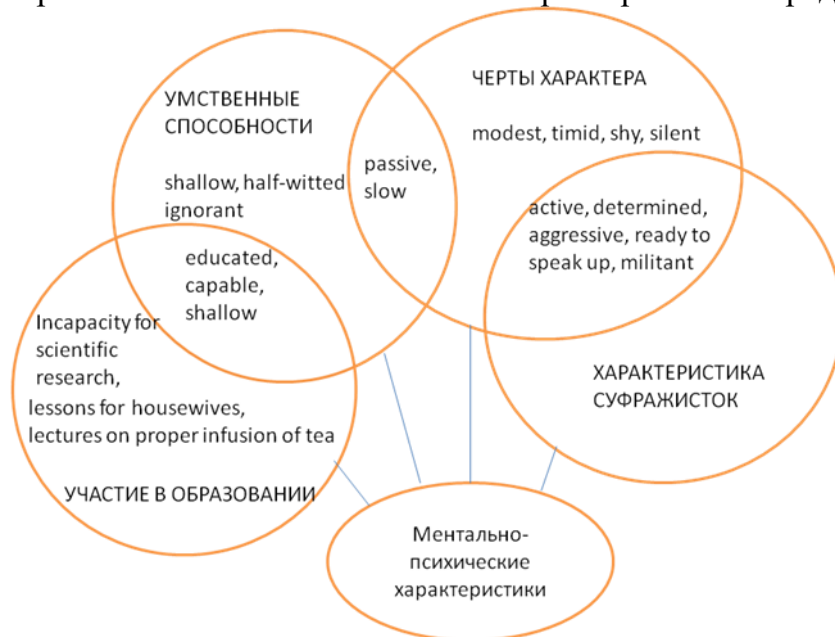 УМСТВЕННЫЕ
СПОСОБНОСТИ
shallow, half-witted
ignorant
ЧЕРТЫ ХАРАКТЕРА
modest, timid, shy, silent
passive,
slow
active, determined,
aggressive, ready to
speak up, militant
educated,
capable,
shallow
Incapacity for
scientific
research,
lessons for housewives,
lectures on proper infusion of tea
УЧАСТИЕ В ОБРАЗОВАНИИ
ХАРАКТЕРИСТИКА
СУФРАЖИСТОК
Ментально-
психические
характеристики